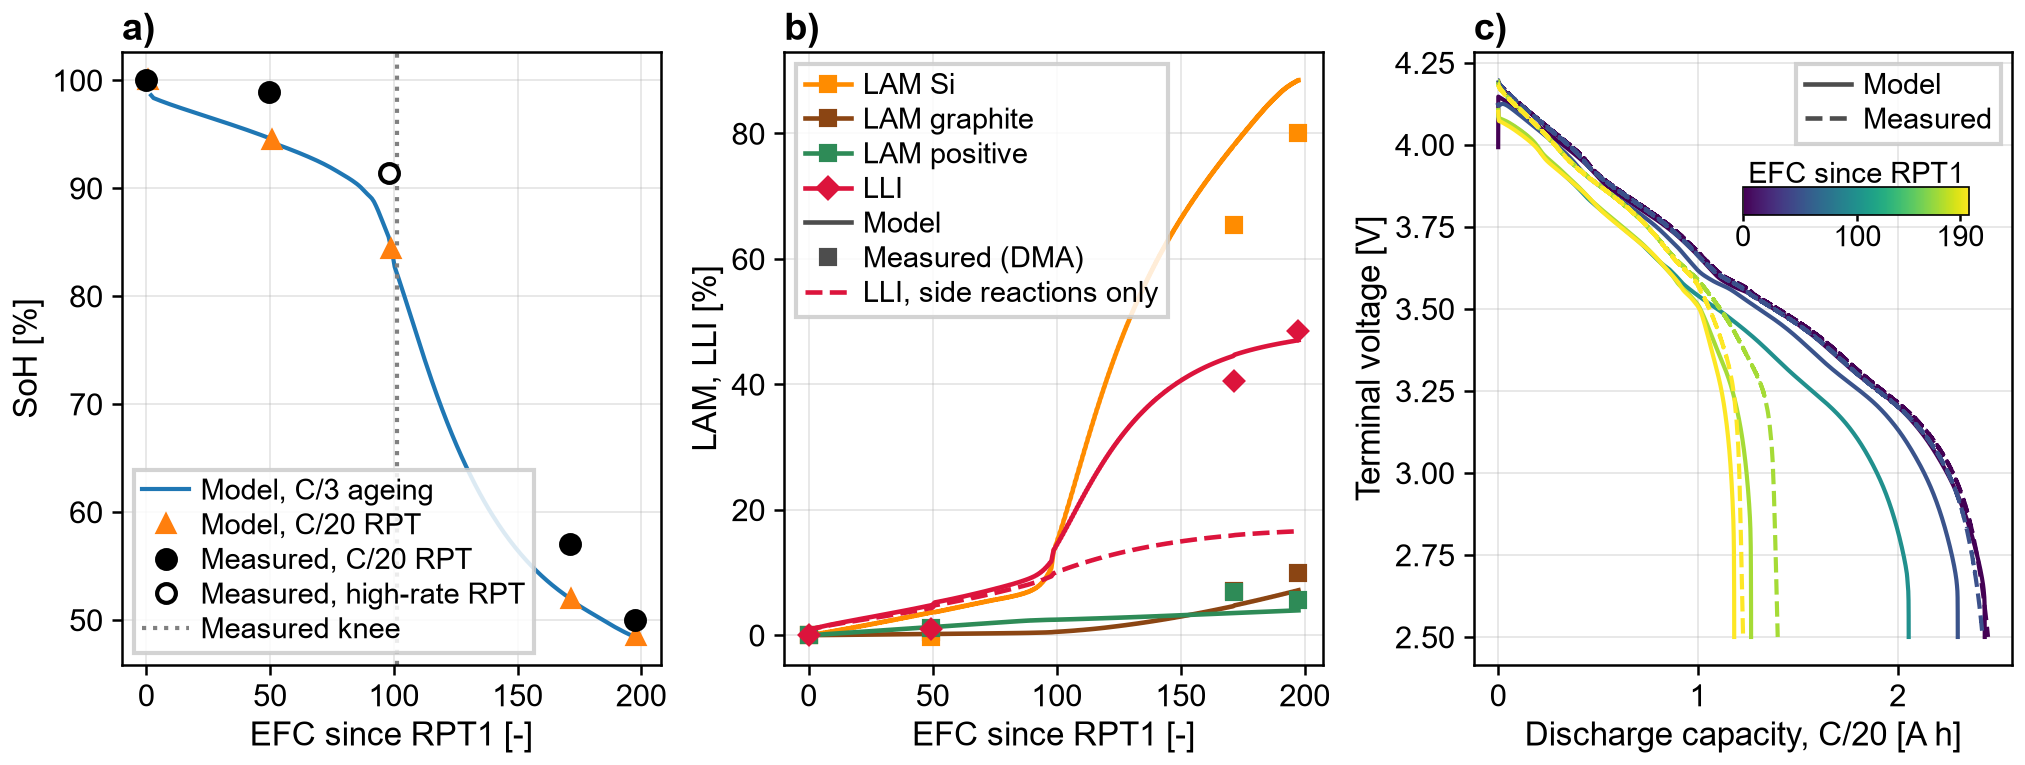 a)
100
90
80
70
60
50
SoH [%]
Model, C/3 ageing
Model, C/20 RPT
Measured, C/20 RPT
Measured, high-rate RPT
Measured knee
0
50
100
150
200
EFC since RPT1 [-]
b)
80
60
40
20
0
LAM, LLI [%]
LAM Si
LAM graphite
LAM positive
LLI
Model
Measured (DMA)
LLI, side reactions only
0
50
100
150
200
EFC since RPT1 [-]
c)
4.25
4.00
3.75
3.50
3.25
3.00
2.75
2.50
Terminal voltage [V]
Model
Measured
EFC since RPT1
0
100
190
0
1
2
Discharge capacity, C/20 [A h]